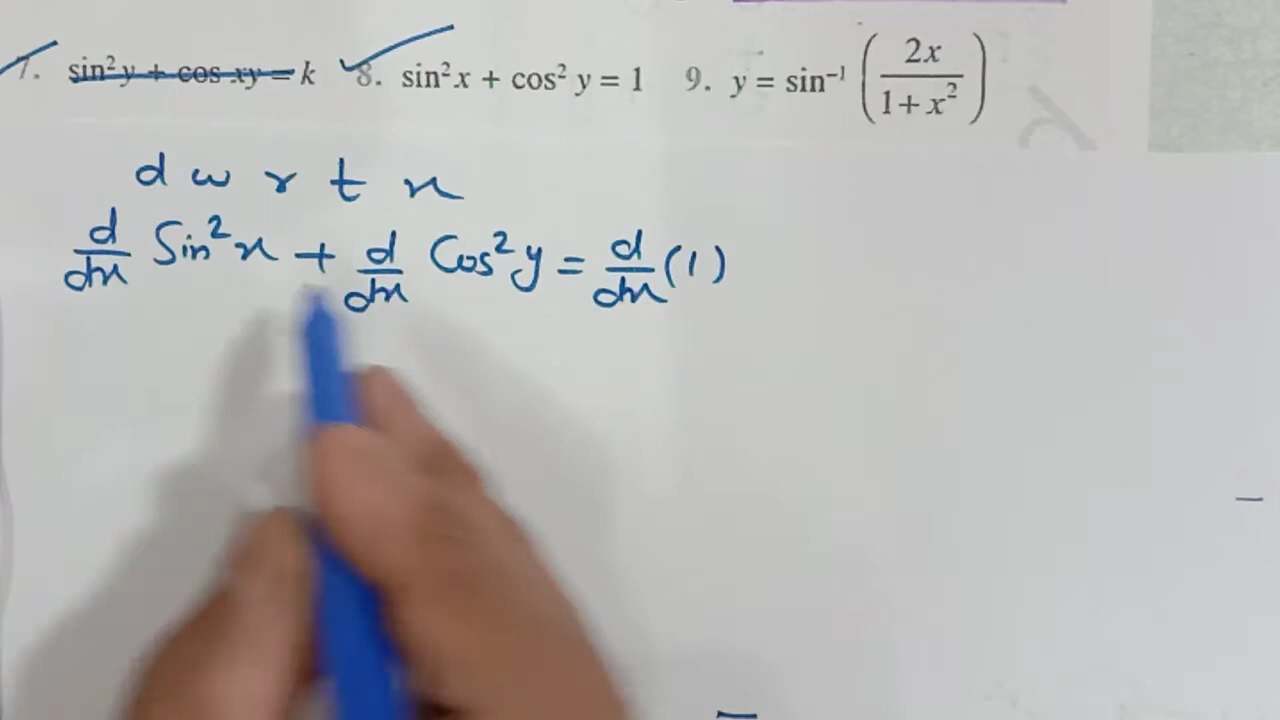 7. sin²y + cos xy = k 8. sin²x + cos² y = 1 9. y = sin⁻¹ (2x / 1+x²)
d w r t x
d/dx Sin²x + d/dx Cos²y = d/dx (1)